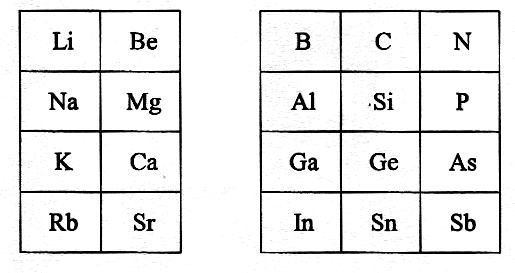 Li Be B C N
Na Mg Al Si P
K Ca Ga Ge As
Rb Sr In Sn Sb